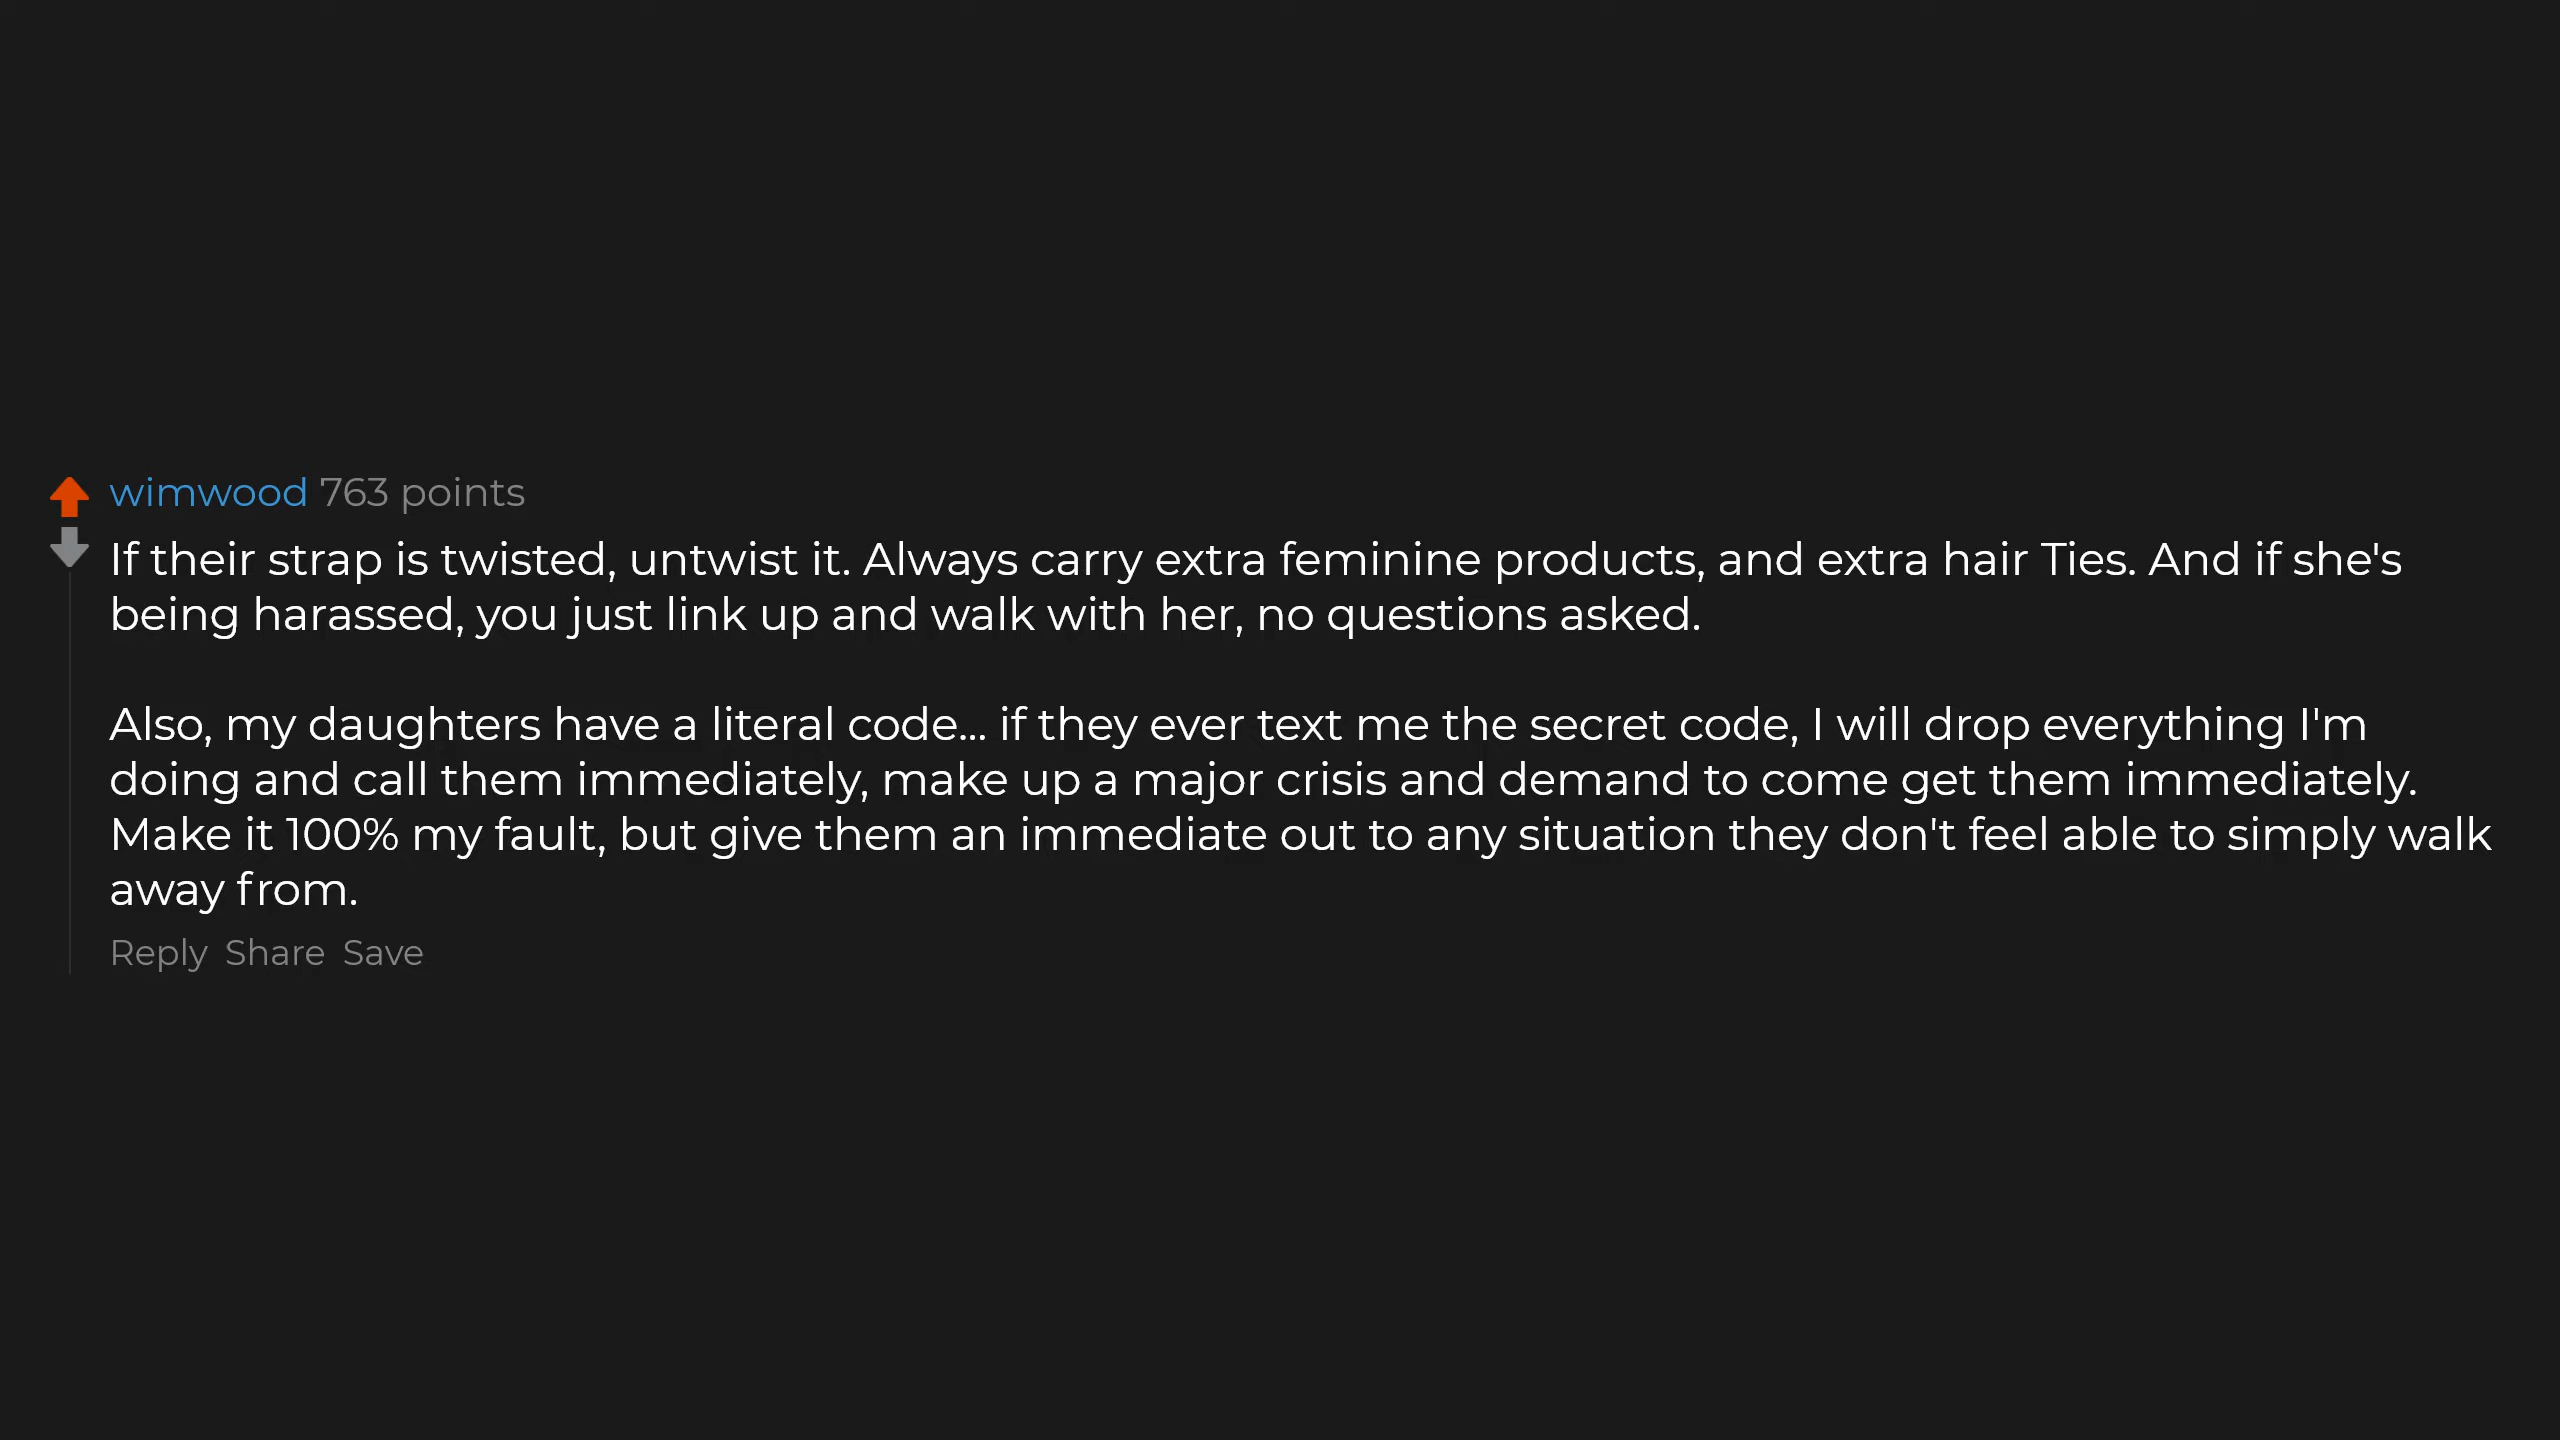 wimwood 763 points
If their strap is twisted, untwist it. Always carry extra feminine products, and extra hair Ties. And if she's
being harassed, you just link up and walk with her, no questions asked.
Also, my daughters have a literal code... if they ever text me the secret code, I will drop everything I'm
doing and call them immediately, make up a major crisis and demand to come get them immediately.
Make it 100% my fault, but give them an immediate out to any situation they don't feel able to simply walk
away from.
Reply Share Save